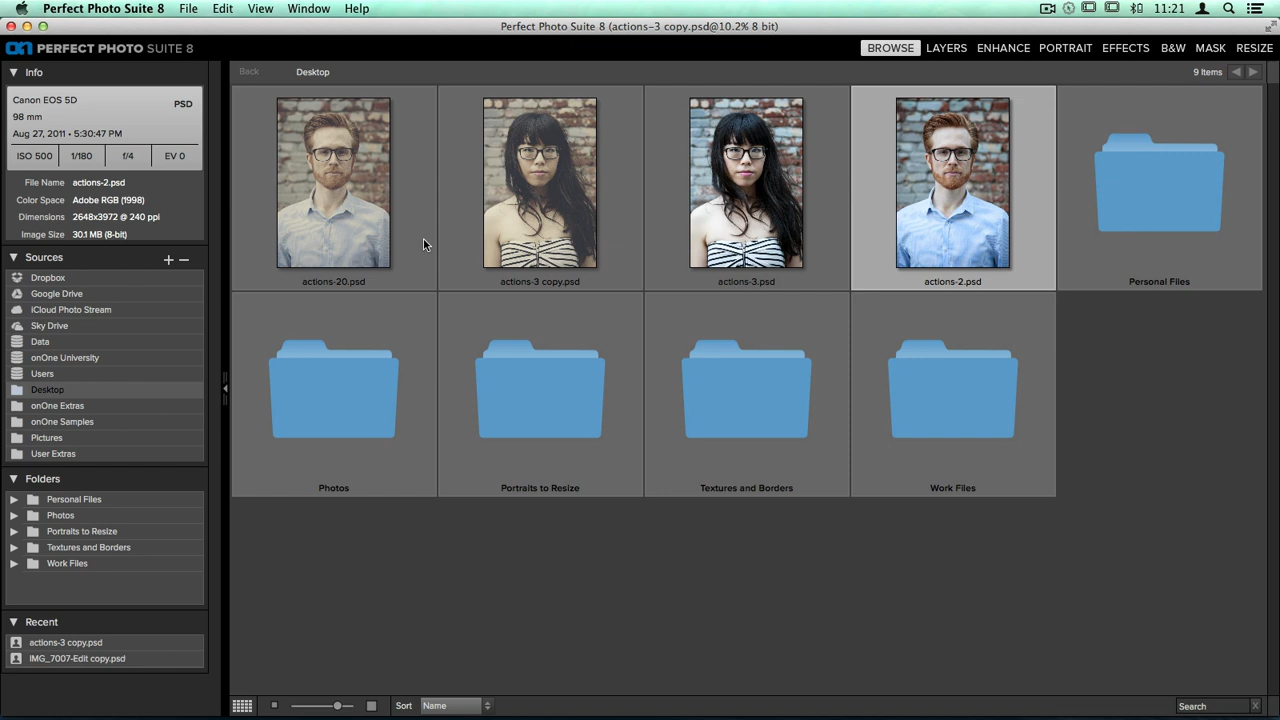 Perfect Photo Suite 8 File Edit View Window Help 11:21
Perfect Photo Suite 8 (actions-3 copy.psd@10.2% 8 bit)
on PERFECT PHOTO SUITE 8 BROWSE LAYERS ENHANCE PORTRAIT EFFECTS B&W MASK RESIZE
Info
Back Desktop 9 Items
Canon EOS 5D PSD
98 mm
Aug 27, 2011 • 5:30:47 PM
ISO 500 1/180 f/4 EV 0
File Name actions-2.psd
Color Space Adobe RGB (1998)
Dimensions 2648x3972 @ 240 ppi
Image Size 30.1 MB (8-bit)
Sources + −
Dropbox
Google Drive
iCloud Photo Stream
Sky Drive
Data
onOne University
Users
Desktop
onOne Extras
onOne Samples
Pictures
User Extras
Folders
Personal Files
Photos
Portraits to Resize
Textures and Borders
Work Files
Recent
actions-3 copy.psd
IMG_7007-Edit copy.psd
actions-20.psd actions-3 copy.psd actions-3.psd actions-2.psd Personal Files
Photos Portraits to Resize Textures and Borders Work Files
Sort Name Search X